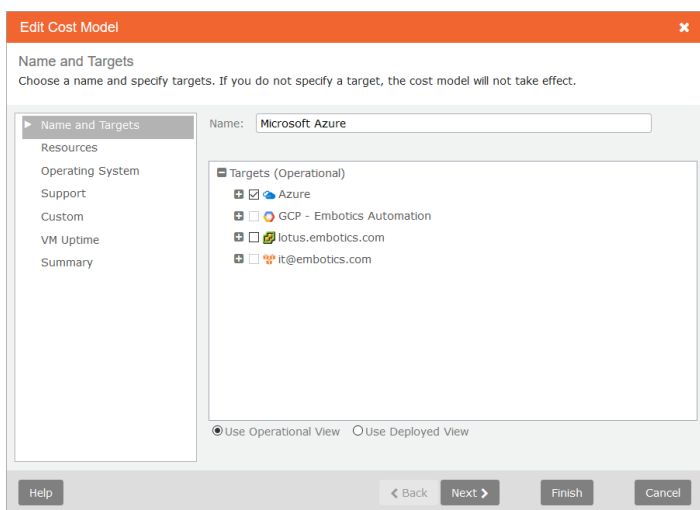 Edit Cost Model
Name and Targets
Choose a name and specify targets. If you do not specify a target, the cost model will not take effect.
Name and Targets
Resources
Operating System
Support
Custom
VM Uptime
Summary
Name: Microsoft Azure
Targets (Operational)
Azure
GCP - Embotics Automation
lotus.embotics.com
it@embotics.com
Use Operational View Use Deployed View
Help Back Next Finish Cancel